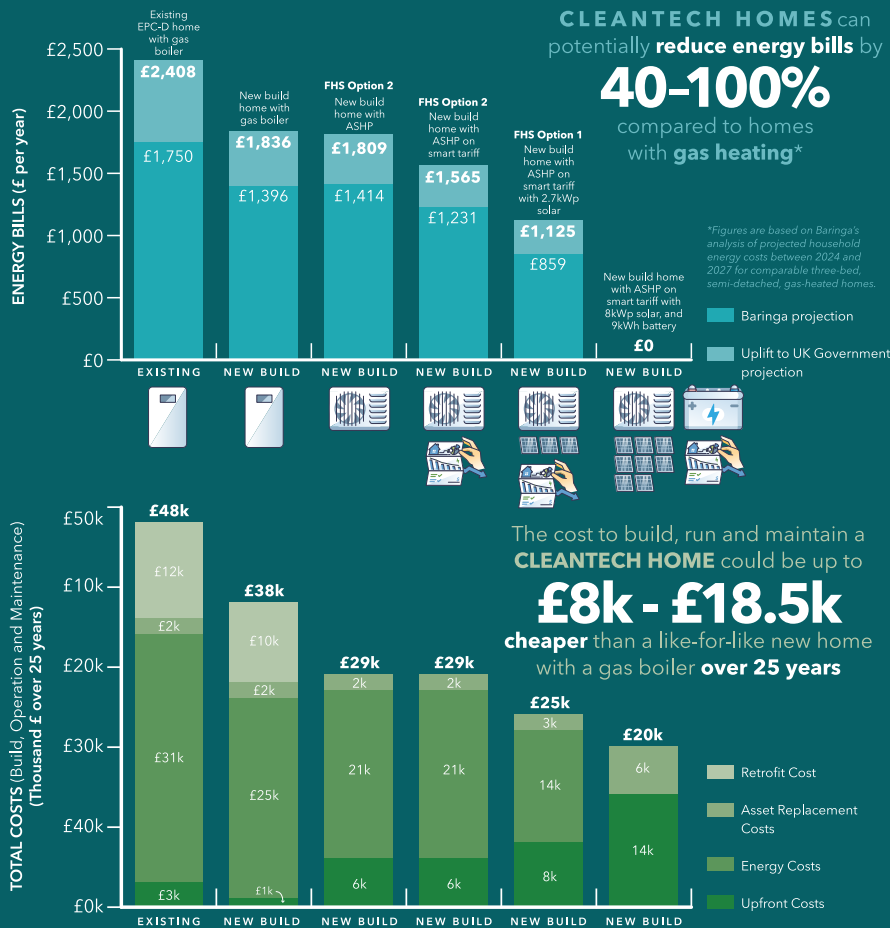 CLEANTECH HOMES can
potentially reduce energy bills by
40-100%
compared to homes
with gas heating*
*Figures are based on Baringa's
analysis of projected household
energy costs between 2024 and
2027 for comparable three-bed,
semi-detached, gas-heated homes.
Baringa projection
Uplift to UK Government
projection
ENERGY BILLS (£ per year)
£2,500
£2,000
£1,500
£1,000
£500
£0
Existing
EPC-D home
with gas
boiler
£2,408
£1,750
EXISTING
New build
home with
gas boiler
£1,836
£1,396
NEW BUILD
FHS Option 2
New build
home with
ASHP
£1,809
£1,414
NEW BUILD
FHS Option 2
New build
home with
ASHP on
smart tariff
£1,565
£1,231
NEW BUILD
FHS Option 1
New build
home with
ASHP on
smart tariff
with 2.7kWp
solar
£1,125
£859
NEW BUILD
New build home
with ASHP on
smart tariff with
8kWp solar, and
9kWh battery
£0
NEW BUILD
The cost to build, run and maintain a
CLEANTECH HOME could be up to
£8k - £18.5k
cheaper than a like-for-like new home
with a gas boiler over 25 years
TOTAL COSTS (Build, Operation and Maintenance)
(Thousand £ over 25 years)
£50k
£10k
£20k
£30k
£40k
£0k
£48k
£12k
£2k
£31k
£3k
EXISTING
£38k
£10k
£2k
£25k
£1k
NEW BUILD
£29k
2k
21k
6k
NEW BUILD
£29k
2k
21k
6k
NEW BUILD
£25k
3k
14k
8k
NEW BUILD
£20k
6k
14k
NEW BUILD
Retrofit Cost
Asset Replacement
Costs
Energy Costs
Upfront Costs